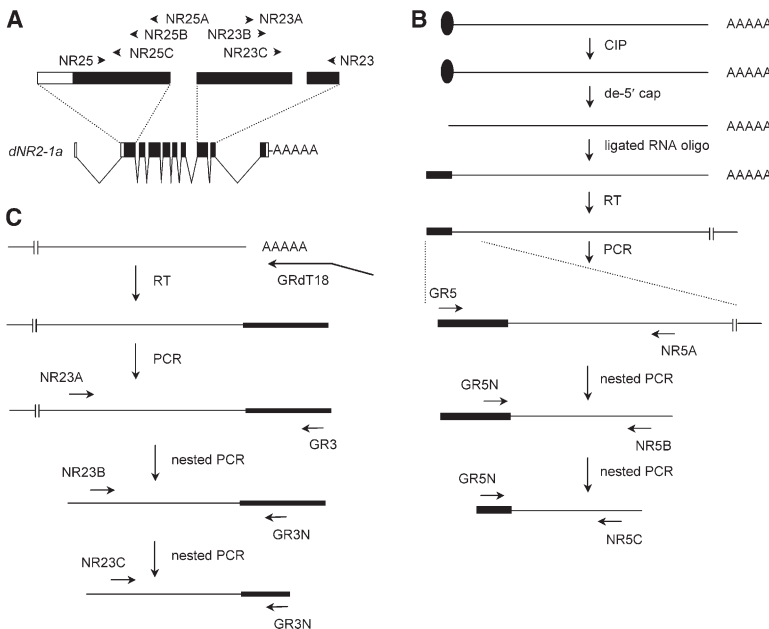 A
NR25A
NR23A
NR25B
NR23B
NR25
NR25C
NR23C
NR23
dNR2-1a
AAAAA
B
AAAAA
CIP
AAAAA
de-5′ cap
AAAAA
ligated RNA oligo
AAAAA
RT
PCR
GR5
NR5A
nested PCR
GR5N
NR5B
nested PCR
GR5N
NR5C
C
AAAAA
RT
GRdT18
PCR
NR23A
GR3
nested PCR
NR23B
GR3N
nested PCR
NR23C
GR3N